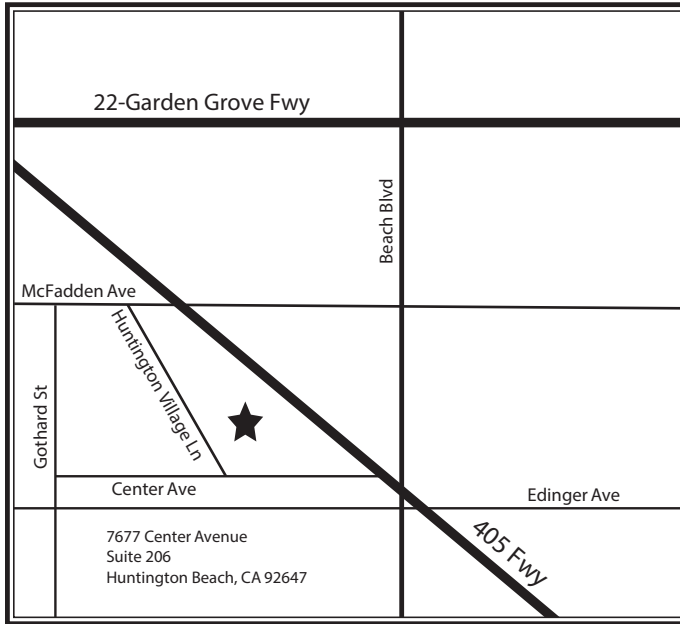 22-Garden Grove Fwy
Beach Blvd
McFadden Ave
Huntington Village Ln
Gothard St
Center Ave
Edinger Ave
405 Fwy
7677 Center Avenue
Suite 206
Huntington Beach, CA 92647